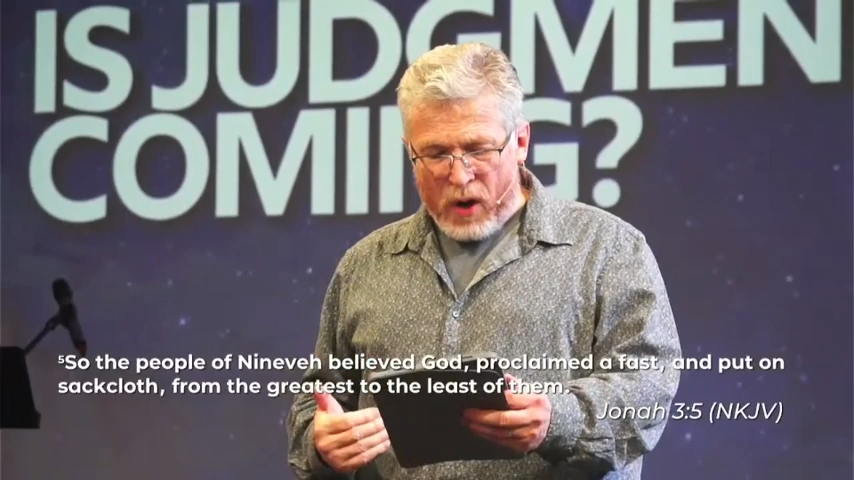 IS JUDGMEN
COMING?
⁵So the people of Nineveh believed God, proclaimed a fast, and put on
sackcloth, from the greatest to the least of them.
Jonah 3:5 (NKJV)